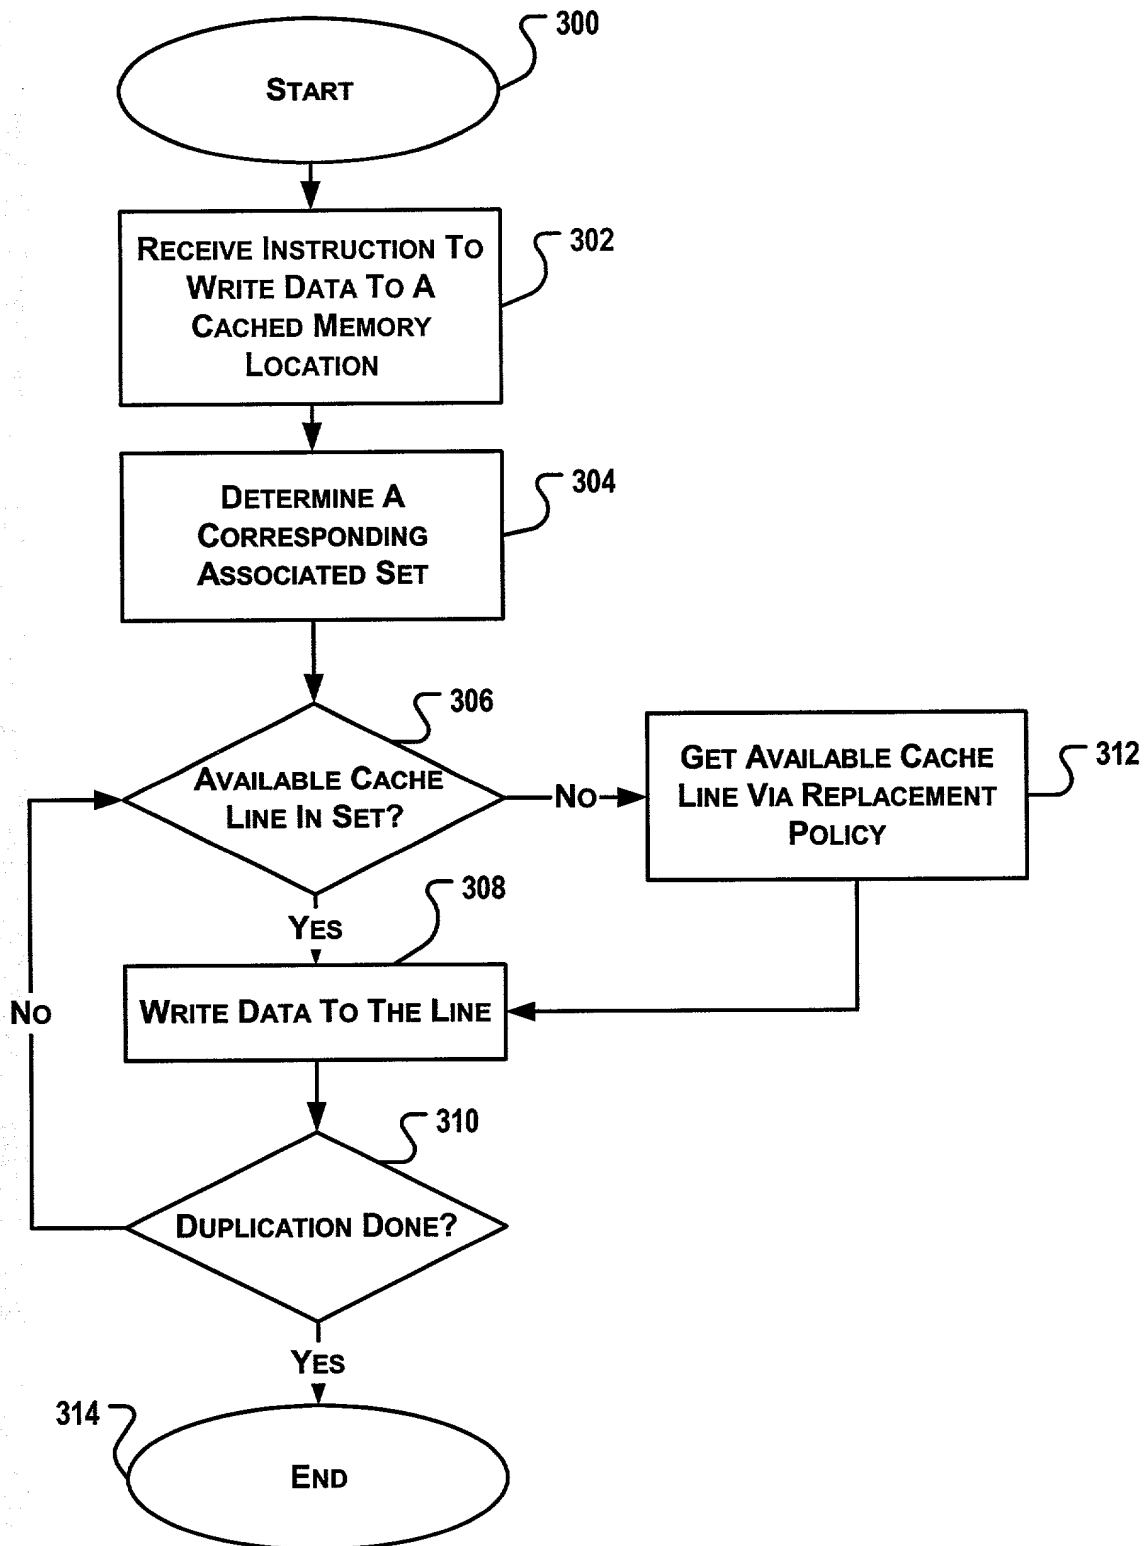 START
300
RECEIVE INSTRUCTION TO
WRITE DATA TO A
CACHED MEMORY
LOCATION
302
DETERMINE A
CORRESPONDING
ASSOCIATED SET
304
AVAILABLE CACHE
LINE IN SET?
306
NO
GET AVAILABLE CACHE
LINE VIA REPLACEMENT
POLICY
312
YES
308
WRITE DATA TO THE LINE
NO
310
DUPLICATION DONE?
YES
314
END